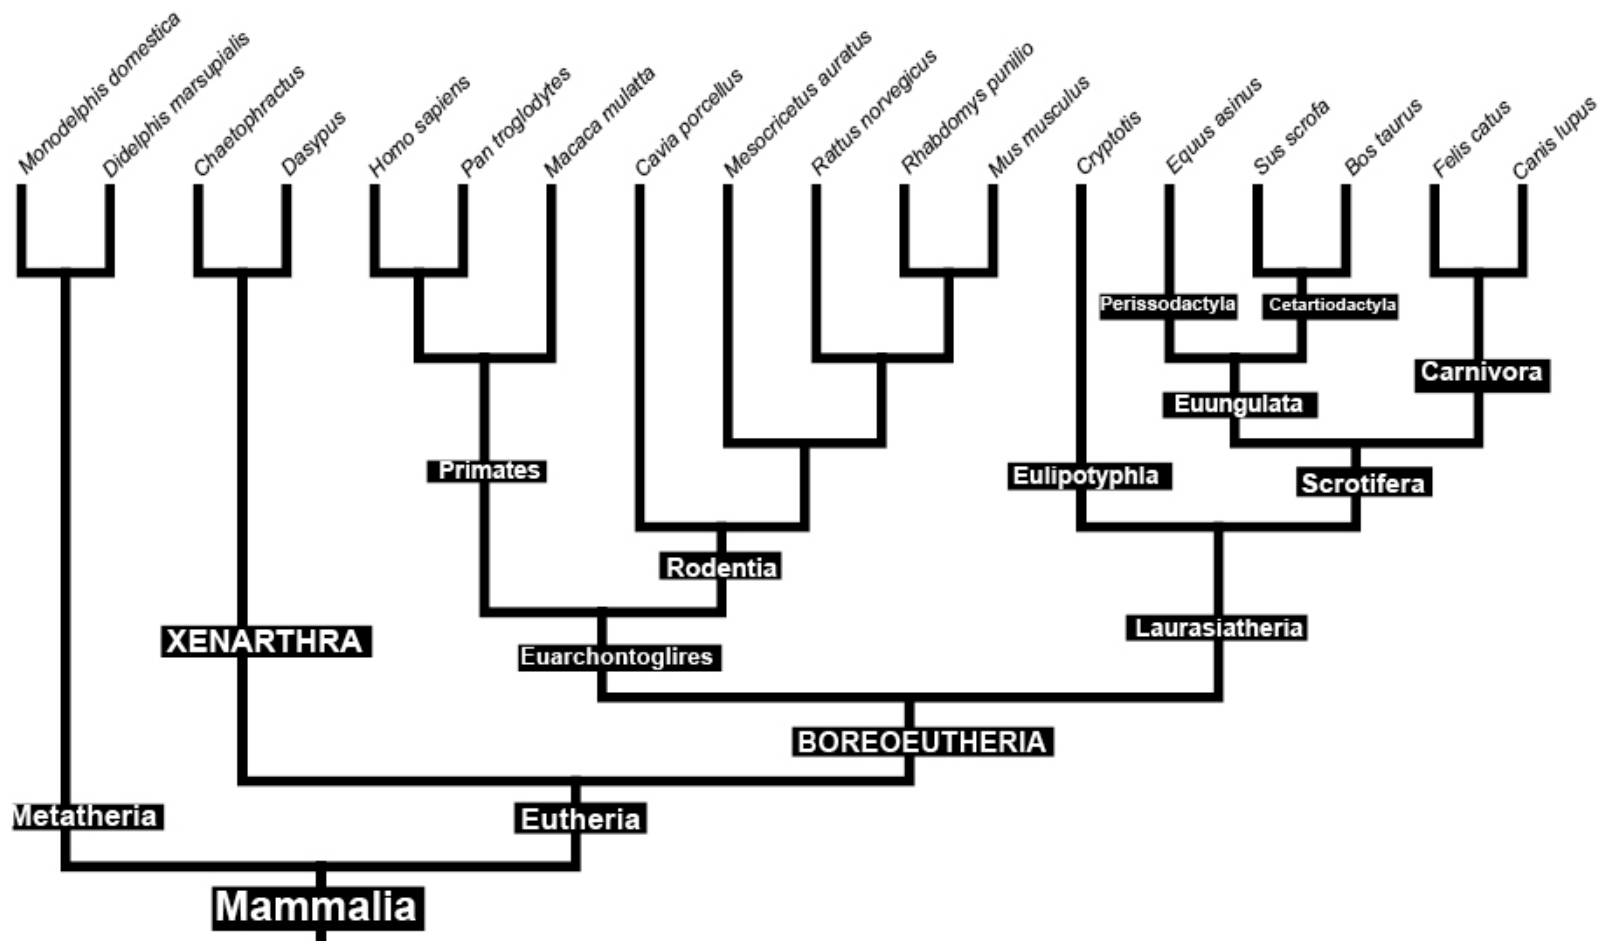 Monodelphis domestica
Didelphis marsupialis
Chaetophractus
Dasypus
Homo sapiens
Pan troglodytes
Macaca mulatta
Cavia porcellus
Mesocricetus auratus
Rattus norvegicus
Rhabdomys punilio
Mus musculus
Cryptotis
Equus asinus
Sus scrofa
Bos taurus
Felis catus
Canis lupus
Perissodactyla
Cetartiodactyla
Carnivora
Euungulata
Primates
Eulipotyphla
Scrotifera
Rodentia
XENARTHRA
Euarchontoglires
Laurasiatheria
BOREOEUTHERIA
Metatheria
Eutheria
Mammalia